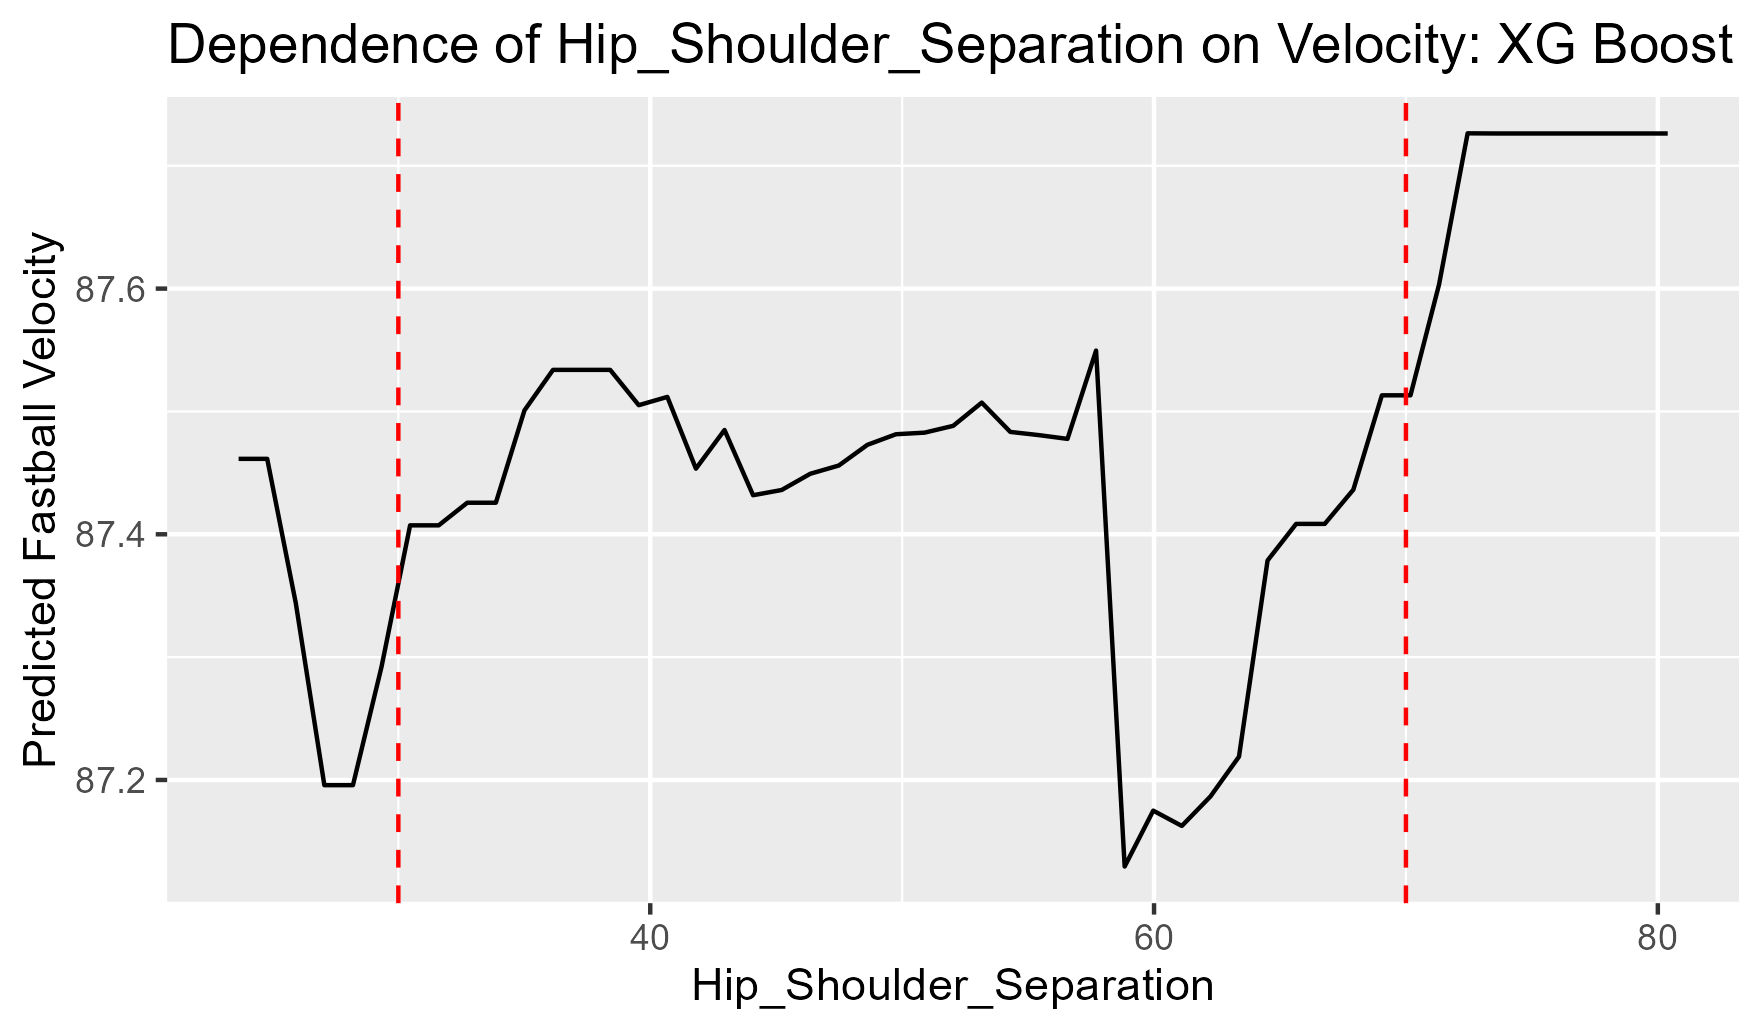 Dependence of Hip_Shoulder_Separation on Velocity: XG Boost
Predicted Fastball Velocity
87.6
87.4
87.2
40
60
80
Hip_Shoulder_Separation